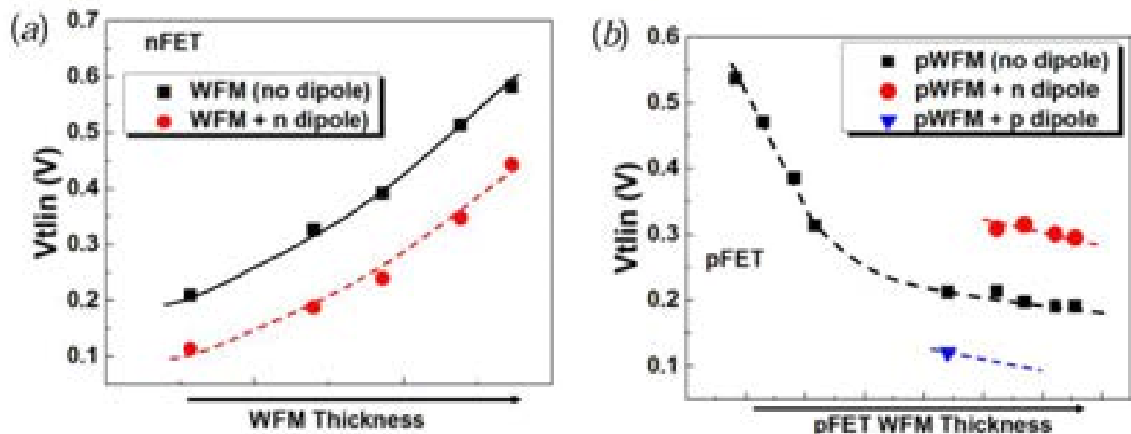 (a)
nFET
WFM (no dipole)
WFM + n dipole)
Vtlin (V)
0.7
0.6
0.5
0.4
0.3
0.2
0.1
WFM Thickness
(b)
pWFM (no dipole)
pWFM + n dipole
pWFM + p dipole
pFET
Vtlin (V)
0.6
0.5
0.4
0.3
0.2
0.1
pFET WFM Thickness